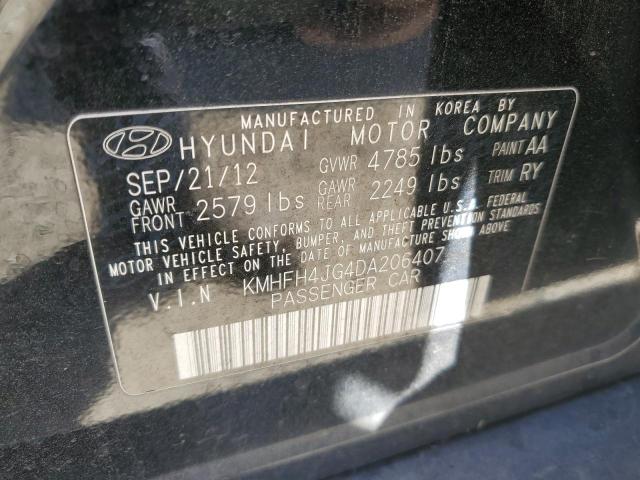 MANUFACTURED IN KOREA BY
HYUNDAI MOTOR COMPANY
SEP/21/12 GVWR 4785 lbs PAINT AA
GAWR FRONT 2579 lbs GAWR REAR 2249 lbs TRIM RY
THIS VEHICLE CONFORMS TO ALL APPLICABLE U.S.A. FEDERAL
MOTOR VEHICLE SAFETY, BUMPER, AND THEFT PREVENTION STANDARDS
IN EFFECT ON THE DATE OF MANUFACTURE SHOWN ABOVE.
V.I.N KMHFH4JG4DA206407
PASSENGER CAR